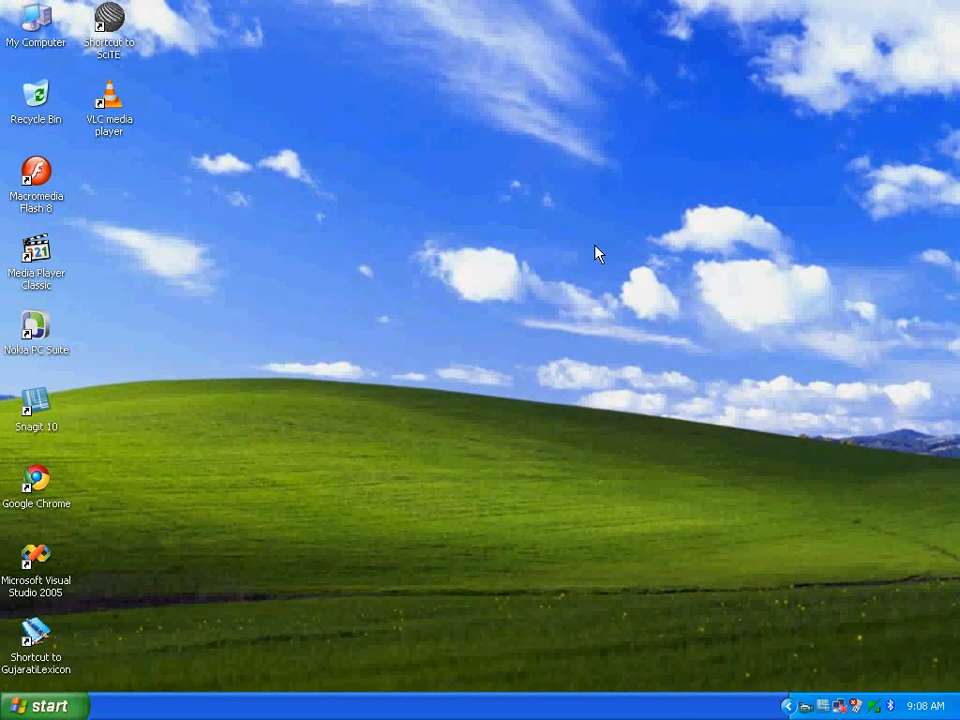 My Computer
Shortcut to
SciTE
Recycle Bin
VLC media
player
Macromedia
Flash 8
Media Player
Classic
321
Nokia PC Suite
Snagit 10
Google Chrome
Microsoft Visual
Studio 2005
Shortcut to
GujaratiLexicon
start
9:08 AM